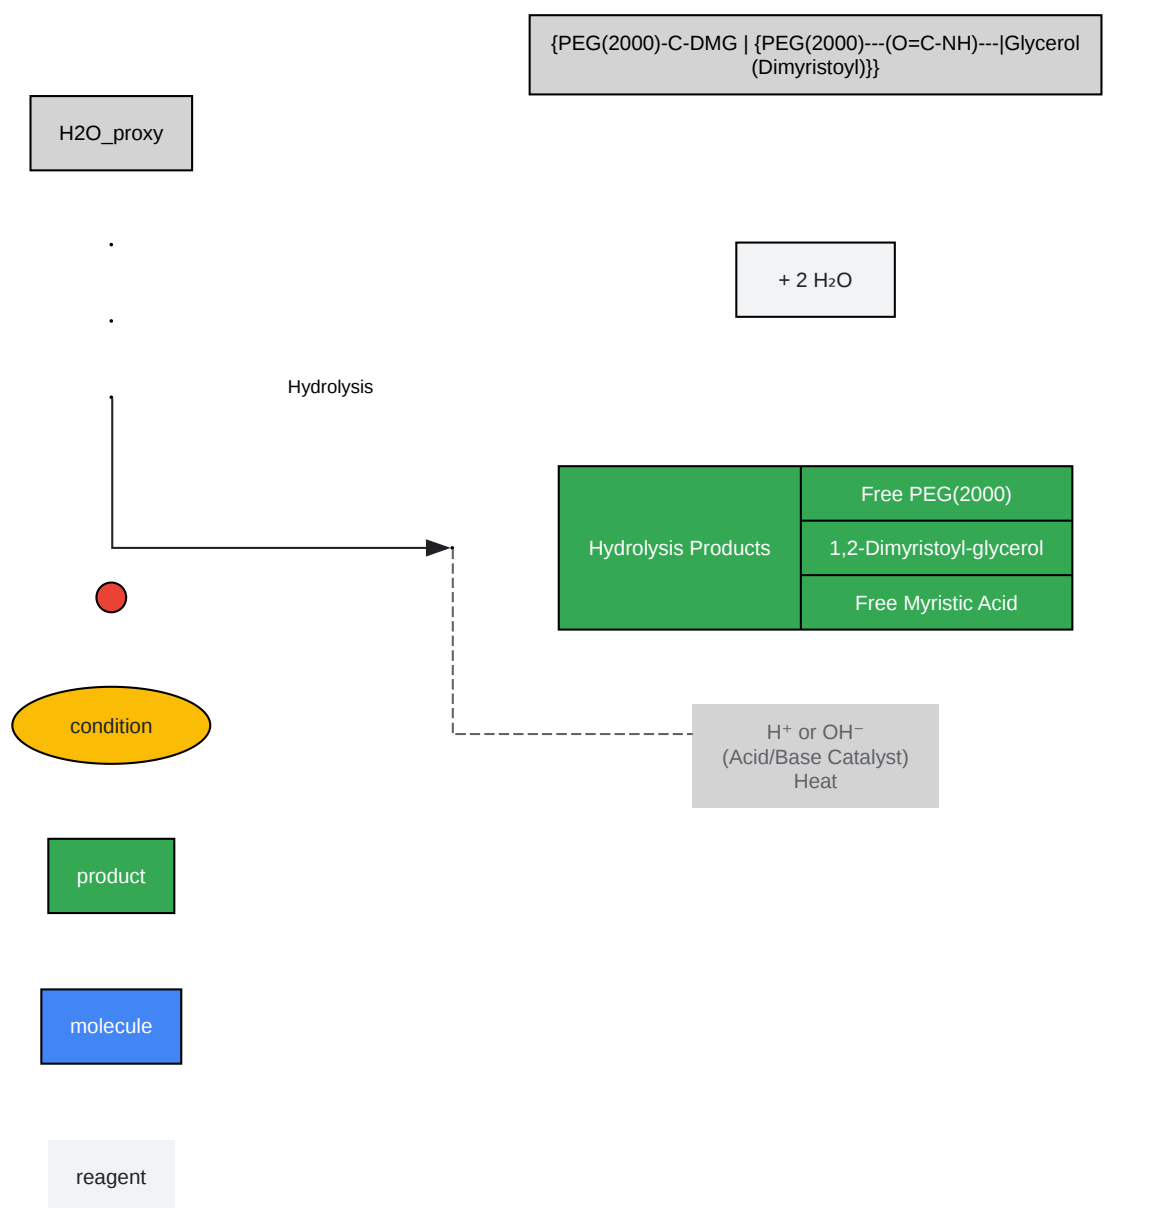 {PEG(2000)-C-DMG | {PEG(2000)---(O=C-NH)---|Glycerol
(Dimyristoyl)}}
H2O_proxy
+ 2 H₂O
Hydrolysis
Hydrolysis Products
Free PEG(2000)
1,2-Dimyristoyl-glycerol
Free Myristic Acid
condition
H⁺ or OH⁻
(Acid/Base Catalyst)
Heat
product
molecule
reagent